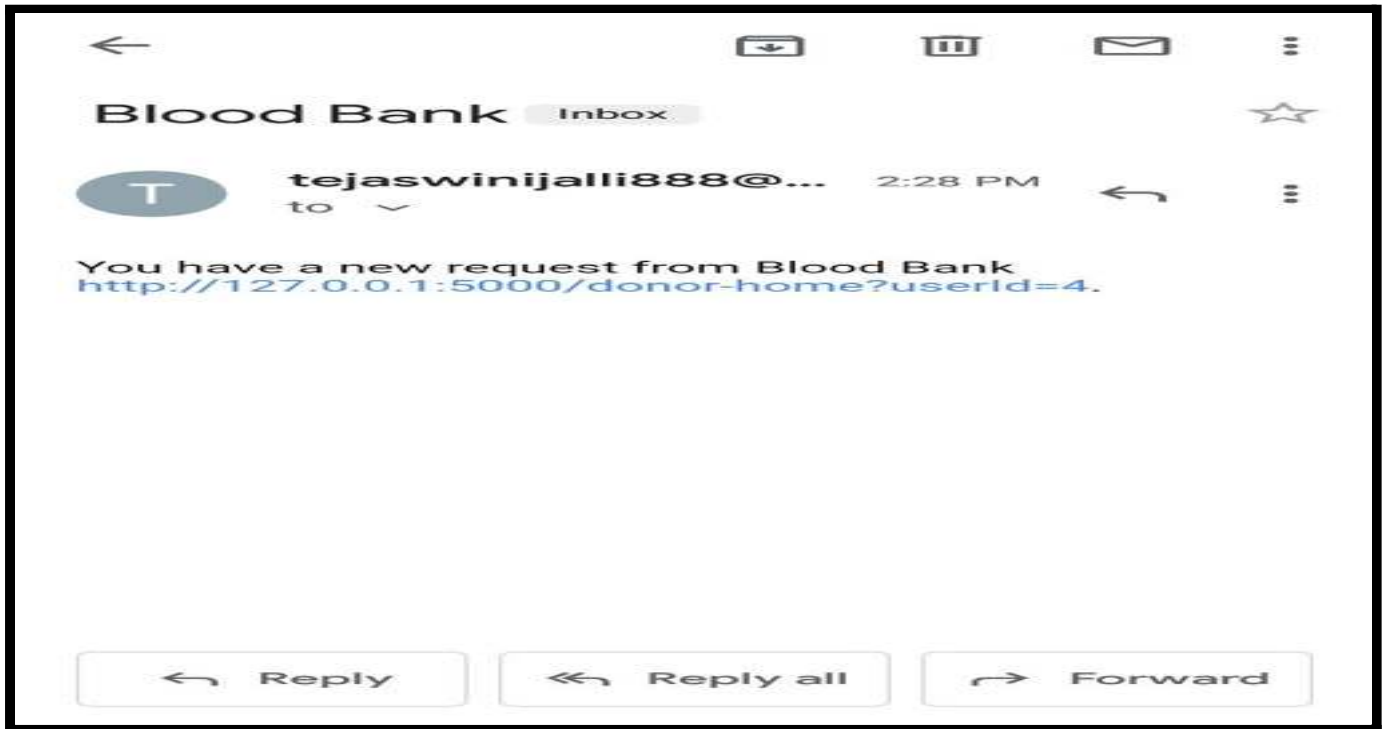 Blood Bank Inbox
T
tejaswinijalli888@... 2:28 PM
to
You have a new request from Blood Bank
http://127.0.0.1:5000/donor-home?userId=4.
Reply Reply all Forward